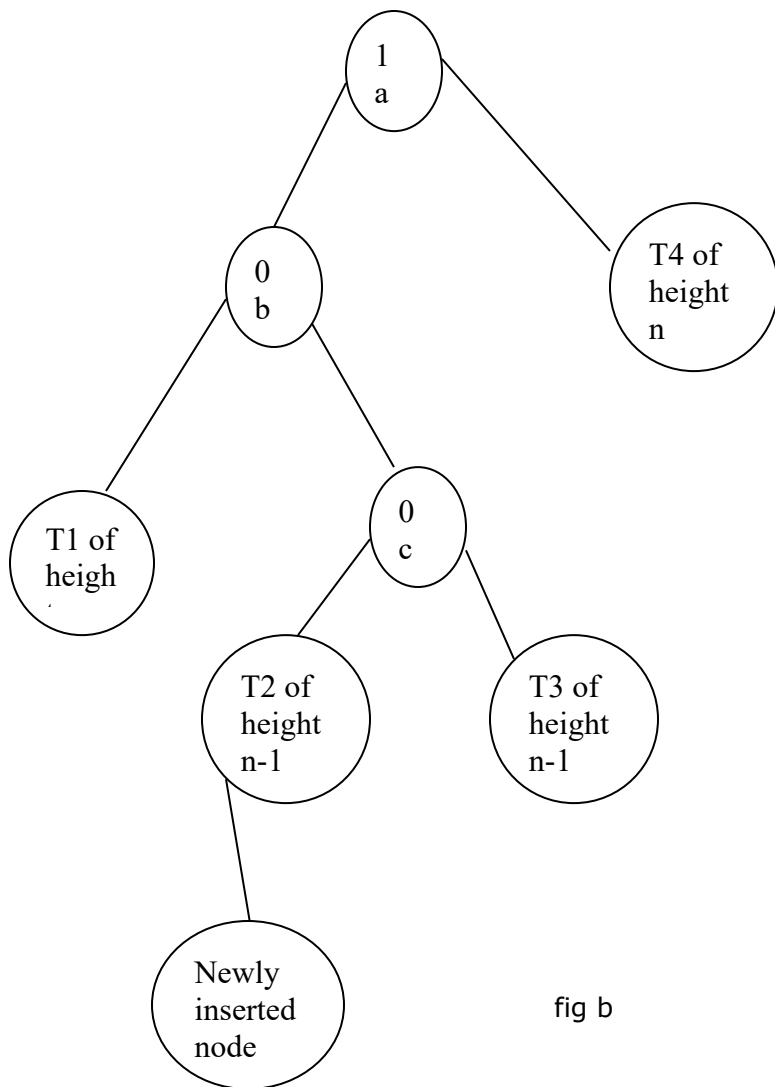 1
a
0
b
T4 of
height
n
0
c
T1 of
heigh
T2 of
height
n-1
T3 of
height
n-1
Newly
inserted
node
fig b